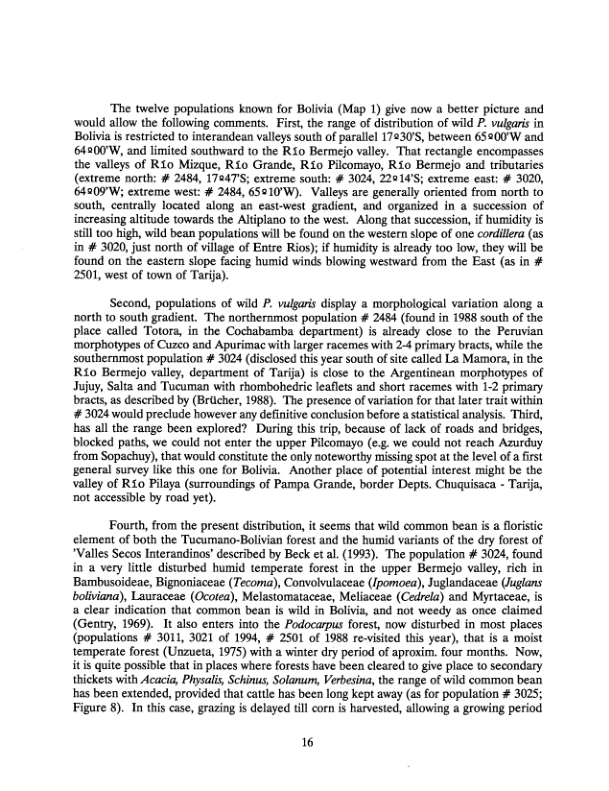 The twelve populations known for Bolivia (Map 1) give now a better picture and
would allow the following comments. First, the range of distribution of wild P. vulgaris in
Bolivia is restricted to interandean valleys south of parallel 17º30'S, between 65º00'W and
64º00'W, and limited southward to the Río Bermejo valley. That rectangle encompasses
the valleys of Río Mizque, Río Grande, Río Pilcomayo, Río Bermejo and tributaries
(extreme north: # 2484, 17º47'S; extreme south: # 3024, 22º14'S; extreme east: # 3020,
64º09'W; extreme west: # 2484, 65º10'W). Valleys are generally oriented from north to
south, centrally located along an east-west gradient, and organized in a succession of
increasing altitude towards the Altiplano to the west. Along that succession, if humidity is
still too high, wild bean populations will be found on the western slope of one cordillera (as
in # 3020, just north of village of Entre Rios); if humidity is already too low, they will be
found on the eastern slope facing humid winds blowing westward from the East (as in #
2501, west of town of Tarija).
Second, populations of wild P. vulgaris display a morphological variation along a
north to south gradient. The northernmost population # 2484 (found in 1988 south of the
place called Totora, in the Cochabamba department) is already close to the Peruvian
morphotypes of Cuzco and Apurimac with larger racemes with 2-4 primary bracts, while the
southernmost population # 3024 (disclosed this year south of site called La Mamora, in the
Río Bermejo valley, department of Tarija) is close to the Argentinean morphotypes of
Jujuy, Salta and Tucuman with rhombohedric leaflets and short racemes with 1-2 primary
bracts, as described by (Brücher, 1988). The presence of variation for that later trait within
# 3024 would preclude however any definitive conclusion before a statistical analysis. Third,
has all the range been explored? During this trip, because of lack of roads and bridges,
blocked paths, we could not enter the upper Pilcomayo (e.g. we could not reach Azurduy
from Sopachuy), that would constitute the only noteworthy missing spot at the level of a first
general survey like this one for Bolivia. Another place of potential interest might be the
valley of Río Pilaya (surroundings of Pampa Grande, border Depts. Chuquisaca - Tarija,
not accessible by road yet).
Fourth, from the present distribution, it seems that wild common bean is a floristic
element of both the Tucumano-Bolivian forest and the humid variants of the dry forest of
'Valles Secos Interandinos' described by Beck et al. (1993). The population # 3024, found
in a very little disturbed humid temperate forest in the upper Bermejo valley, rich in
Bambusoideae, Bignoniaceae (Tecoma), Convolvulaceae (Ipomoea), Juglandaceae (Juglans
boliviana), Lauraceae (Ocotea), Melastomataceae, Meliaceae (Cedrela) and Myrtaceae, is
a clear indication that common bean is wild in Bolivia, and not weedy as once claimed
(Gentry, 1969). It also enters into the Podocarpus forest, now disturbed in most places
(populations # 3011, 3021 of 1994, # 2501 of 1988 re-visited this year), that is a moist
temperate forest (Unzueta, 1975) with a winter dry period of aproxim. four months. Now,
it is quite possible that in places where forests have been cleared to give place to secondary
thickets with Acacia, Physalis, Schinus, Solanum, Verbesina, the range of wild common bean
has been extended, provided that cattle has been long kept away (as for population # 3025;
Figure 8). In this case, grazing is delayed till corn is harvested, allowing a growing period
16